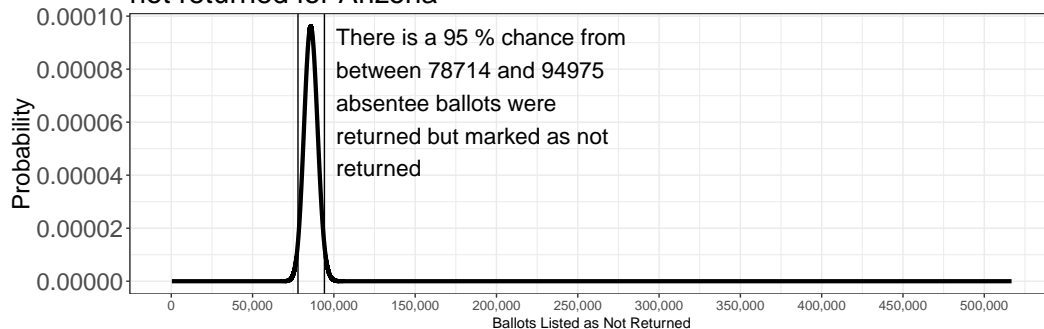 not returned for Arizona
0.00010
0.00008
0.00006
0.00004
0.00002
0.00000
Probability
There is a 95 % chance from
between 78714 and 94975
absentee ballots were
returned but marked as not
returned
0 50,000 100,000 150,000 200,000 250,000 300,000 350,000 400,000 450,000 500,000
Ballots Listed as Not Returned